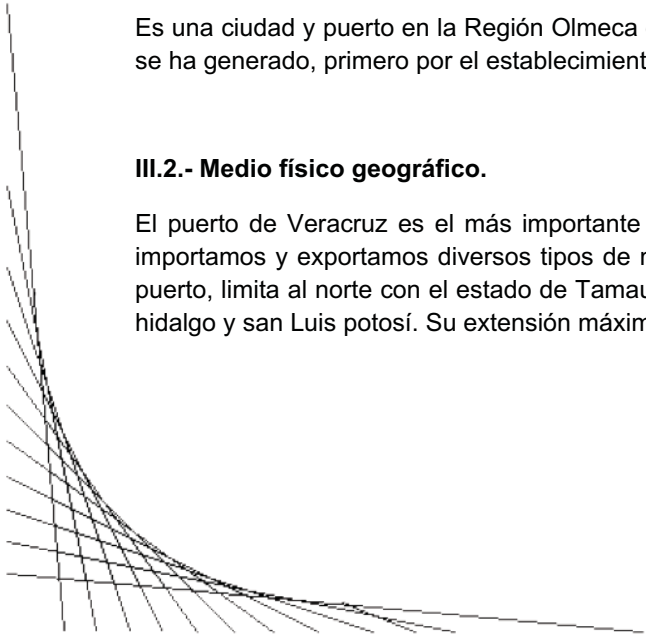 Es una ciudad y puerto en la Región Olmeca
se ha generado, primero por el establecimient
III.2.- Medio físico geográfico.
El puerto de Veracruz es el más importante
importamos y exportamos diversos tipos de
puerto, limita al norte con el estado de Tamau
hidalgo y san Luis potosí. Su extensión máxim